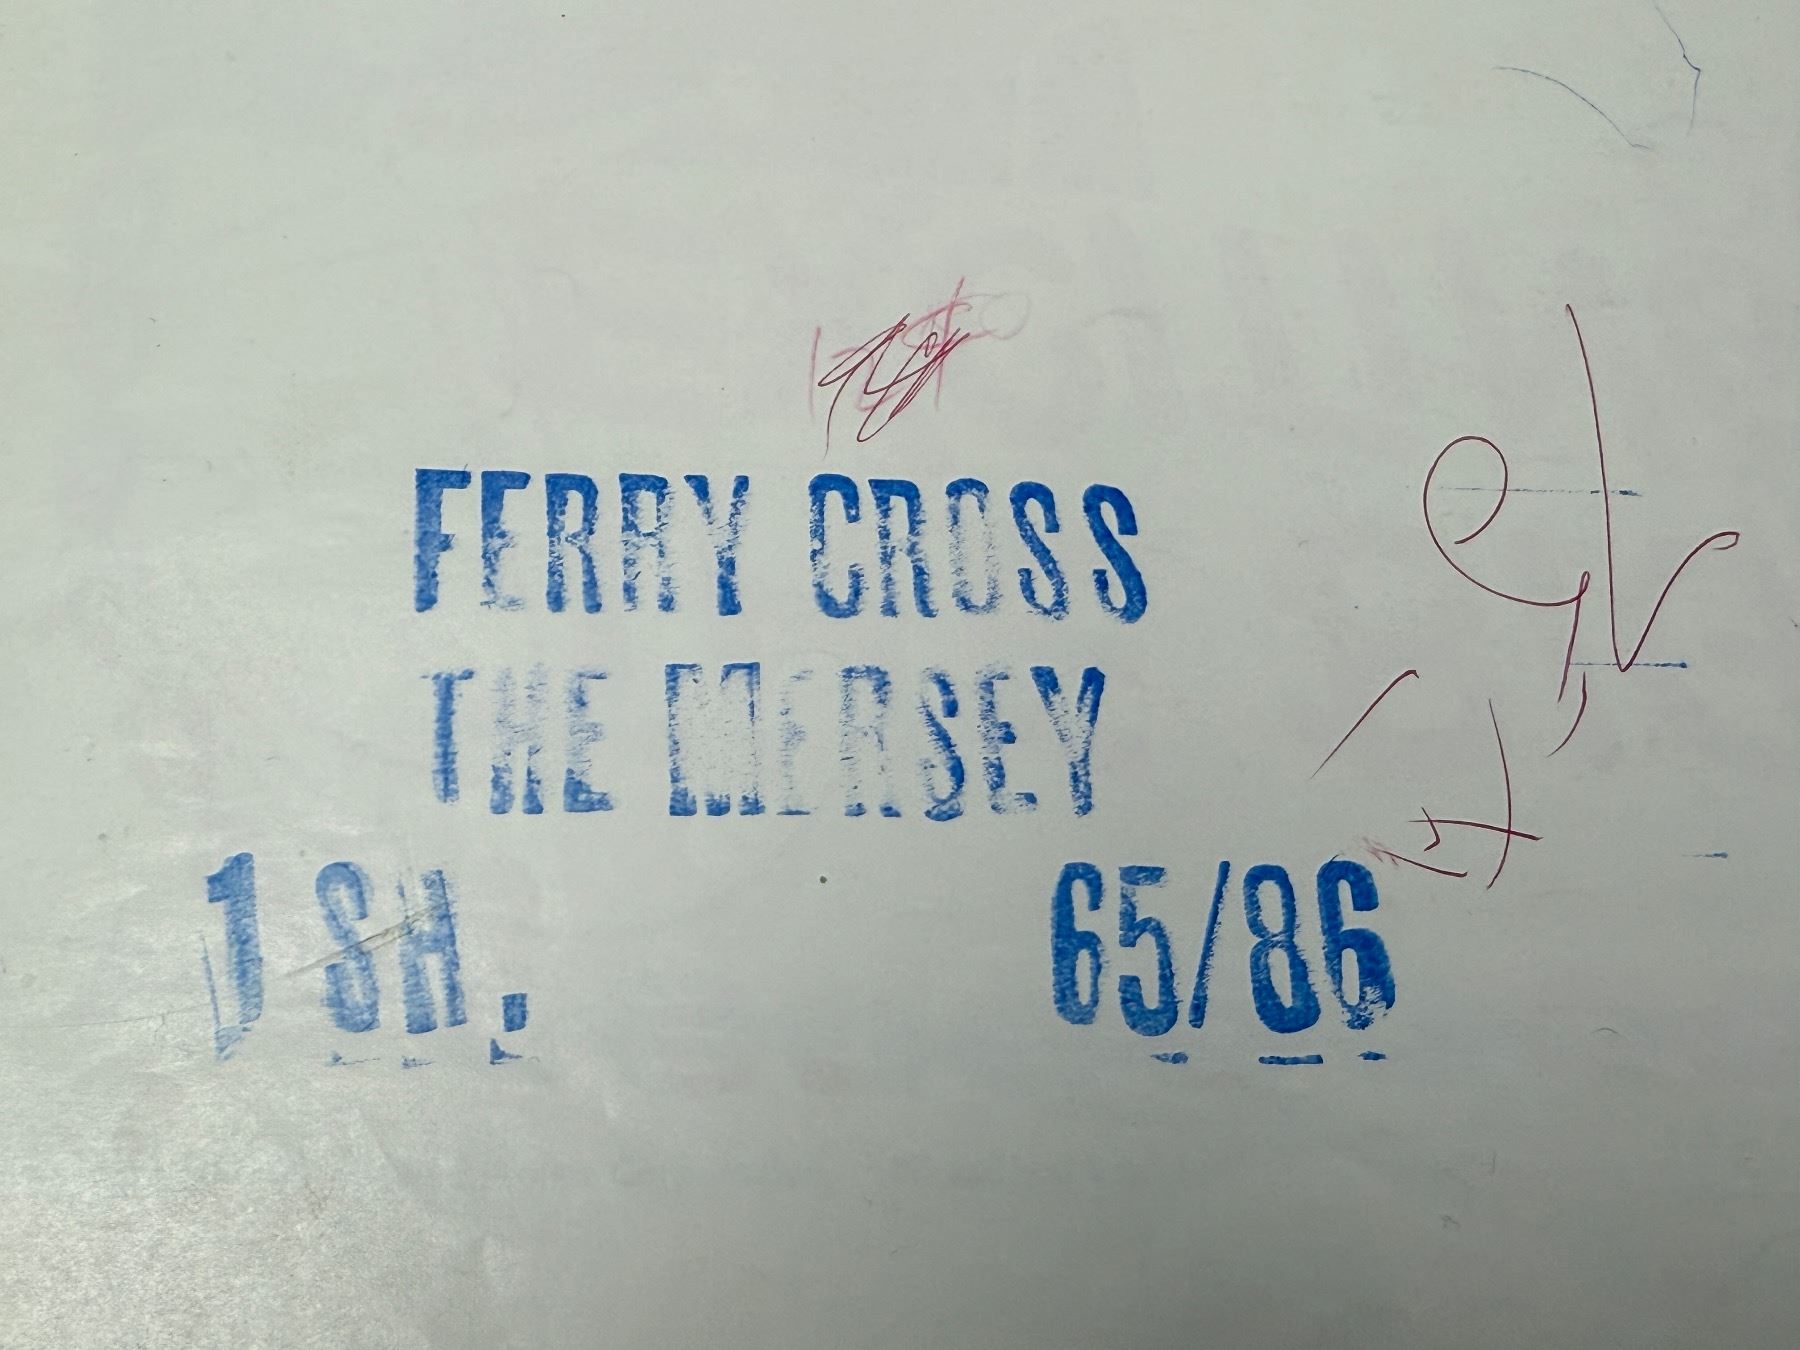 FERRY CROSS
THE MERSEY
1 SH. 65/86